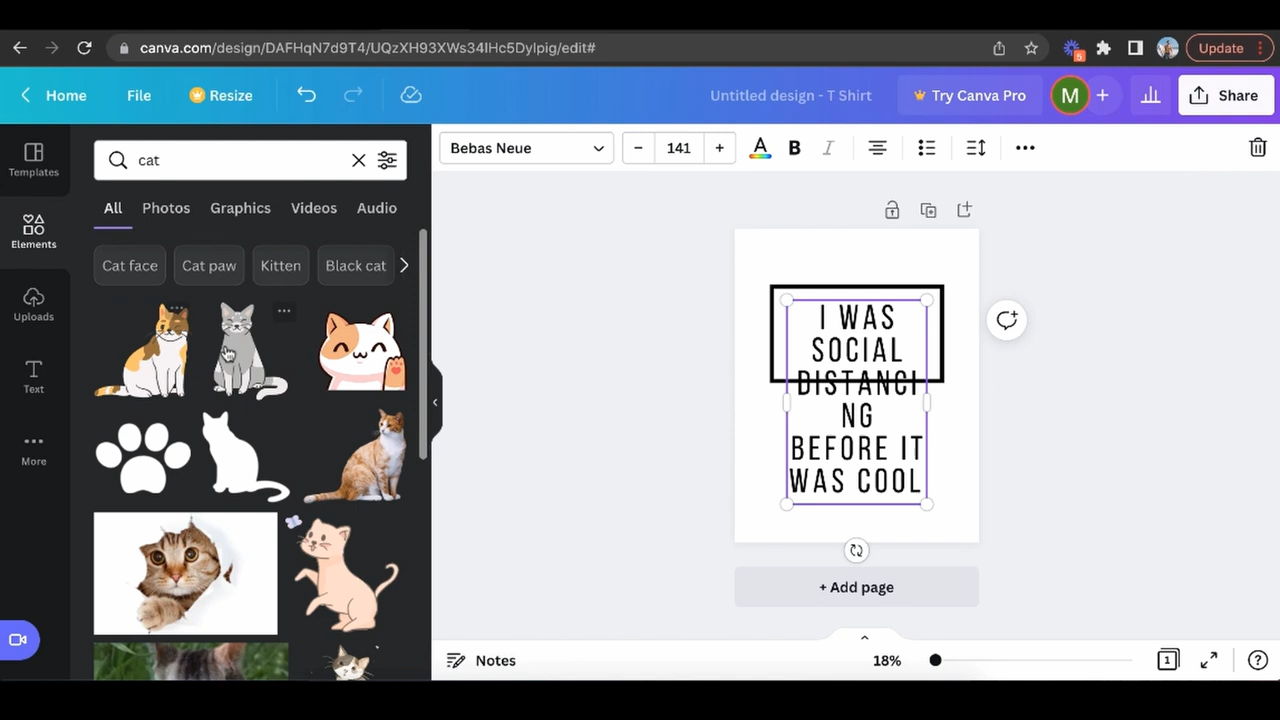 canva.com/design/DAFHqN7d9T4/UQzXH93XWs34IHc5Dylpig/edit#
5
Update
Home
File
Resize
Untitled design - T Shirt
Try Canva Pro
M
+
Share
Templates
Elements
Uploads
Text
More
cat
All Photos Graphics Videos Audio
Cat face Cat paw Kitten Black cat
Bebas Neue
− 141 +
A B I
I WAS
SOCIAL
DISTANCI
NG
BEFORE IT
WAS COOL
+ Add page
Notes
18%
1
?